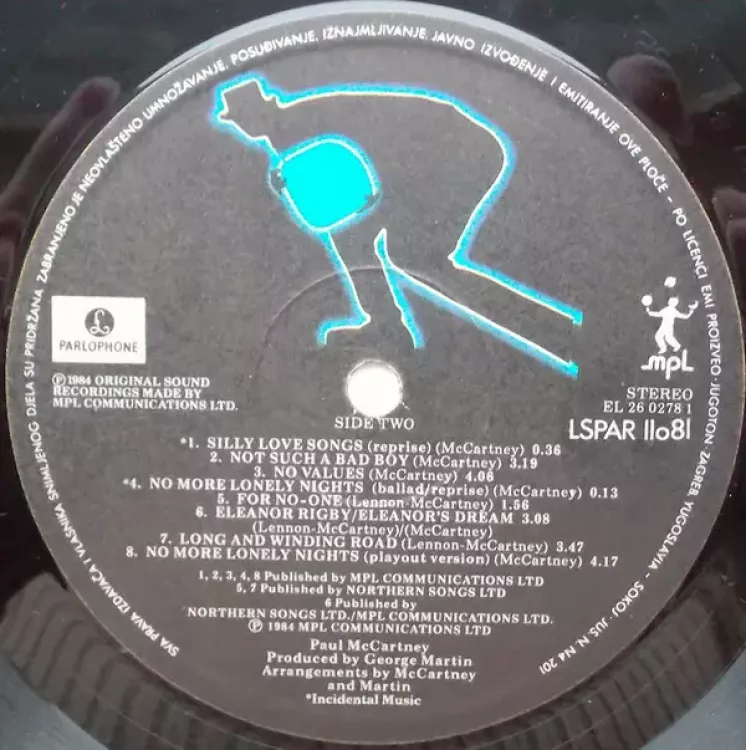 SVA PRAVA IZDAVAČA I VLASNIKA SNIMLJENOG DJELA SU PRIDRŽANA ZABRANJENO JE NEOVLAŠTENO UMNOŽAVANJE, POSUĐIVANJE, IZNAJMLJIVANJE, JAVNO IZVOĐENJE I EMITIRANJE OVE PLOČE - PO LICENCI EMI PROIZVEO - JUGOTON ZAGREB, YUGOSLAVIA - SOKOJ - JUS N. N4 201
£
PARLOPHONE
mpL
℗ 1984 ORIGINAL SOUND
RECORDINGS MADE BY
MPL COMMUNICATIONS LTD.
STEREO
EL 26 0278 1
LSPAR 11081
SIDE TWO
*1. SILLY LOVE SONGS (reprise) (McCartney) 0.36
2. NOT SUCH A BAD BOY (McCartney) 3.19
3. NO VALUES (McCartney) 4.06
*4. NO MORE LONELY NIGHTS (ballad/reprise) (McCartney) 0.13
5. FOR NO-ONE (Lennon-McCartney) 1.56
6. ELEANOR RIGBY/ELEANOR'S DREAM 3.08
(Lennon-McCartney)/(McCartney)
7. LONG AND WINDING ROAD (Lennon-McCartney) 3.47
8. NO MORE LONELY NIGHTS (playout version) (McCartney) 4.17
1, 2, 3, 4, 8 Published by MPL COMMUNICATIONS LTD
5, 7 Published by NORTHERN SONGS LTD
6 Published by
NORTHERN SONGS LTD./MPL COMMUNICATIONS LTD.
℗ 1984 MPL COMMUNICATIONS LTD
Paul McCartney
Produced by George Martin
Arrangements by McCartney
and Martin
*Incidental Music